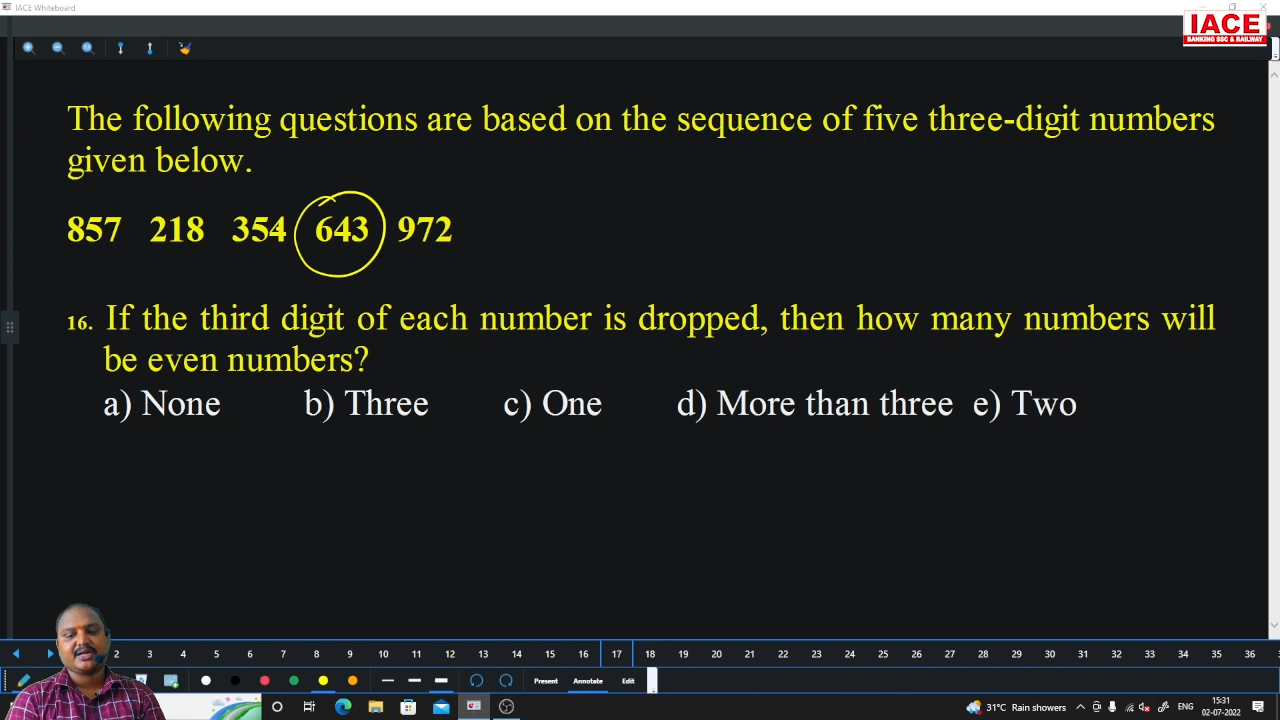 IACE Whiteboard
IACE
BANKING SSC & RAILWAY
The following questions are based on the sequence of five three-digit numbers
given below.
857 218 354 643 972
16. If the third digit of each number is dropped, then how many numbers will
be even numbers?
a) None b) Three c) One d) More than three e) Two
2 3 4 5 6 7 8 9 10 11 12 13 14 15 16 17 18 19 20 21 22 23 24 25 26 27 28 29 30 31 32 33 34 35 36
Present Annotate Edit
31°C Rain showers ENG 15:31
02-07-2022